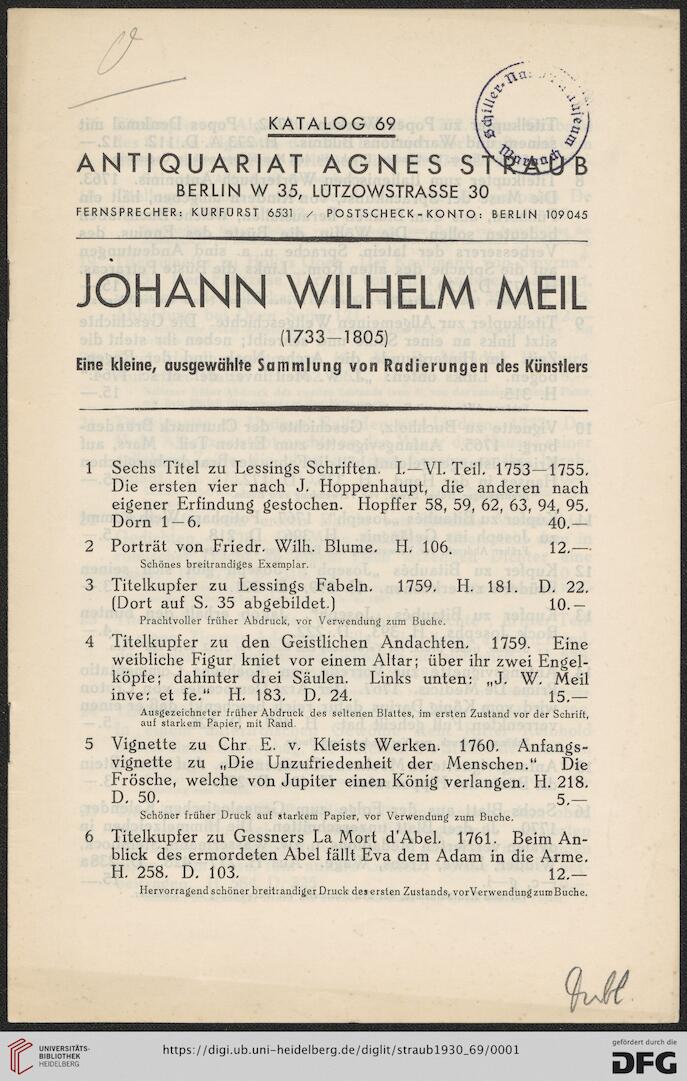 KATALOG 69
Schiller-Na
useum
Marbach
ANTIQUARIAT AGNES STRAUB
BERLIN W 35, LÜTZOWSTRASSE 30
FERNSPRECHER: KURFÜRST 6531 / POSTSCHECK-KONTO: BERLIN 109045
JOHANN WILHELM MEIL
(1733—1805)
Eine kleine, ausgewählte Sammlung von Radierungen des Künstlers
1 Sechs Titel zu Lessings Schriften. I.—VI. Teil. 1753—1755.
Die ersten vier nach J. Hoppenhaupt, die anderen nach
eigener Erfindung gestochen. Hopffer 58, 59, 62, 63, 94, 95.
Dorn 1—6. 40.—
2 Porträt von Friedr. Wilh. Blume. H. 106. 12.—
Schönes breitrandiges Exemplar.
3 Titelkupfer zu Lessings Fabeln. 1759. H. 181. D. 22.
(Dort auf S. 35 abgebildet.) 10.—
Prachtvoller früher Abdruck, vor Verwendung zum Buche.
4 Titelkupfer zu den Geistlichen Andachten. 1759. Eine
weibliche Figur kniet vor einem Altar; über ihr zwei Engel-
köpfe; dahinter drei Säulen. Links unten: „J. W. Meil
inve: et fe.“ H. 183. D. 24. 15.—
Ausgezeichneter früher Abdruck des seltenen Blattes, im ersten Zustand vor der Schrift,
auf starkem Papier, mit Rand.
5 Vignette zu Chr E. v. Kleists Werken. 1760. Anfangs-
vignette zu „Die Unzufriedenheit der Menschen.“ Die
Frösche, welche von Jupiter einen König verlangen. H. 218.
D. 50. 5.—
Schöner früher Druck auf starkem Papier, vor Verwendung zum Buche.
6 Titelkupfer zu Gessners La Mort d'Abel. 1761. Beim An-
blick des ermordeten Abel fällt Eva dem Adam in die Arme.
H. 258. D. 103. 12.—
Hervorragend schöner breitrandiger Druck des ersten Zustands, vor Verwendung zum Buche.
Dubl.
UNIVERSITÄTS-
BIBLIOTHEK
HEIDELBERG
https://digi.ub.uni-heidelberg.de/diglit/straub1930_69/0001
gefördert durch die
DFG